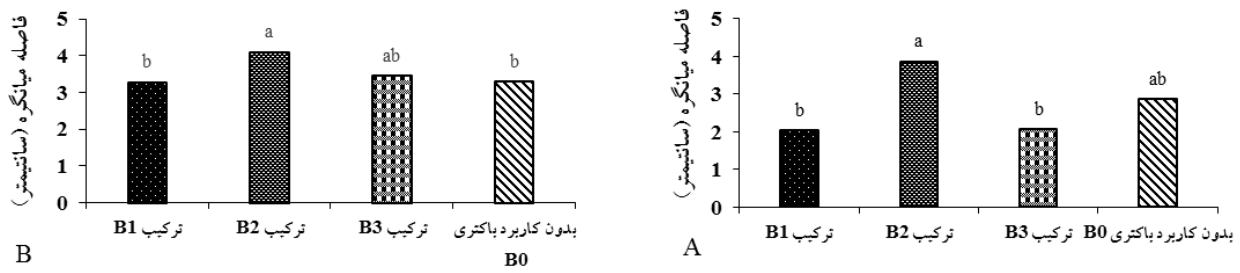 فاصله میانگره (سانتیمتر)
5
4
3
2
1
0
b
a
ab
b
ترکیب B1
ترکیب B2
ترکیب B3
بدون کاربرد باکتری
B0
B
فاصله میانگره (سانتیمتر)
5
4
3
2
1
0
b
a
b
ab
ترکیب B1
ترکیب B2
ترکیب B3
بدون کاربرد باکتری B0
A